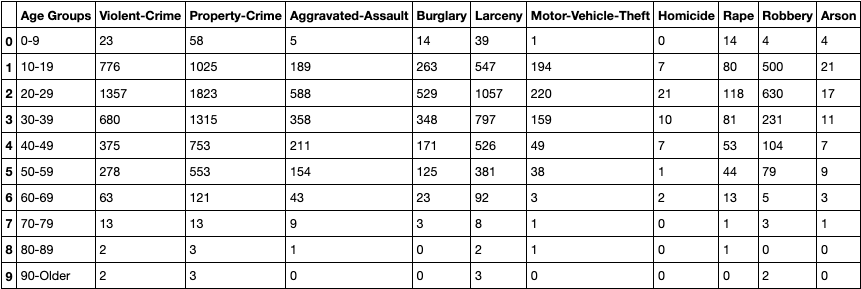 Age Groups Violent-Crime Property-Crime Aggravated-Assault Burglary Larceny Motor-Vehicle-Theft Homicide Rape Robbery Arson
0 0-9 23 58 5 14 39 1 0 14 4 4
1 10-19 776 1025 189 263 547 194 7 80 500 21
2 20-29 1357 1823 588 529 1057 220 21 118 630 17
3 30-39 680 1315 358 348 797 159 10 81 231 11
4 40-49 375 753 211 171 526 49 7 53 104 7
5 50-59 278 553 154 125 381 38 1 44 79 9
6 60-69 63 121 43 23 92 3 2 13 5 3
7 70-79 13 13 9 3 8 1 0 1 3 1
8 80-89 2 3 1 0 2 1 0 1 0 0
9 90-Older 2 3 0 0 3 0 0 0 2 0